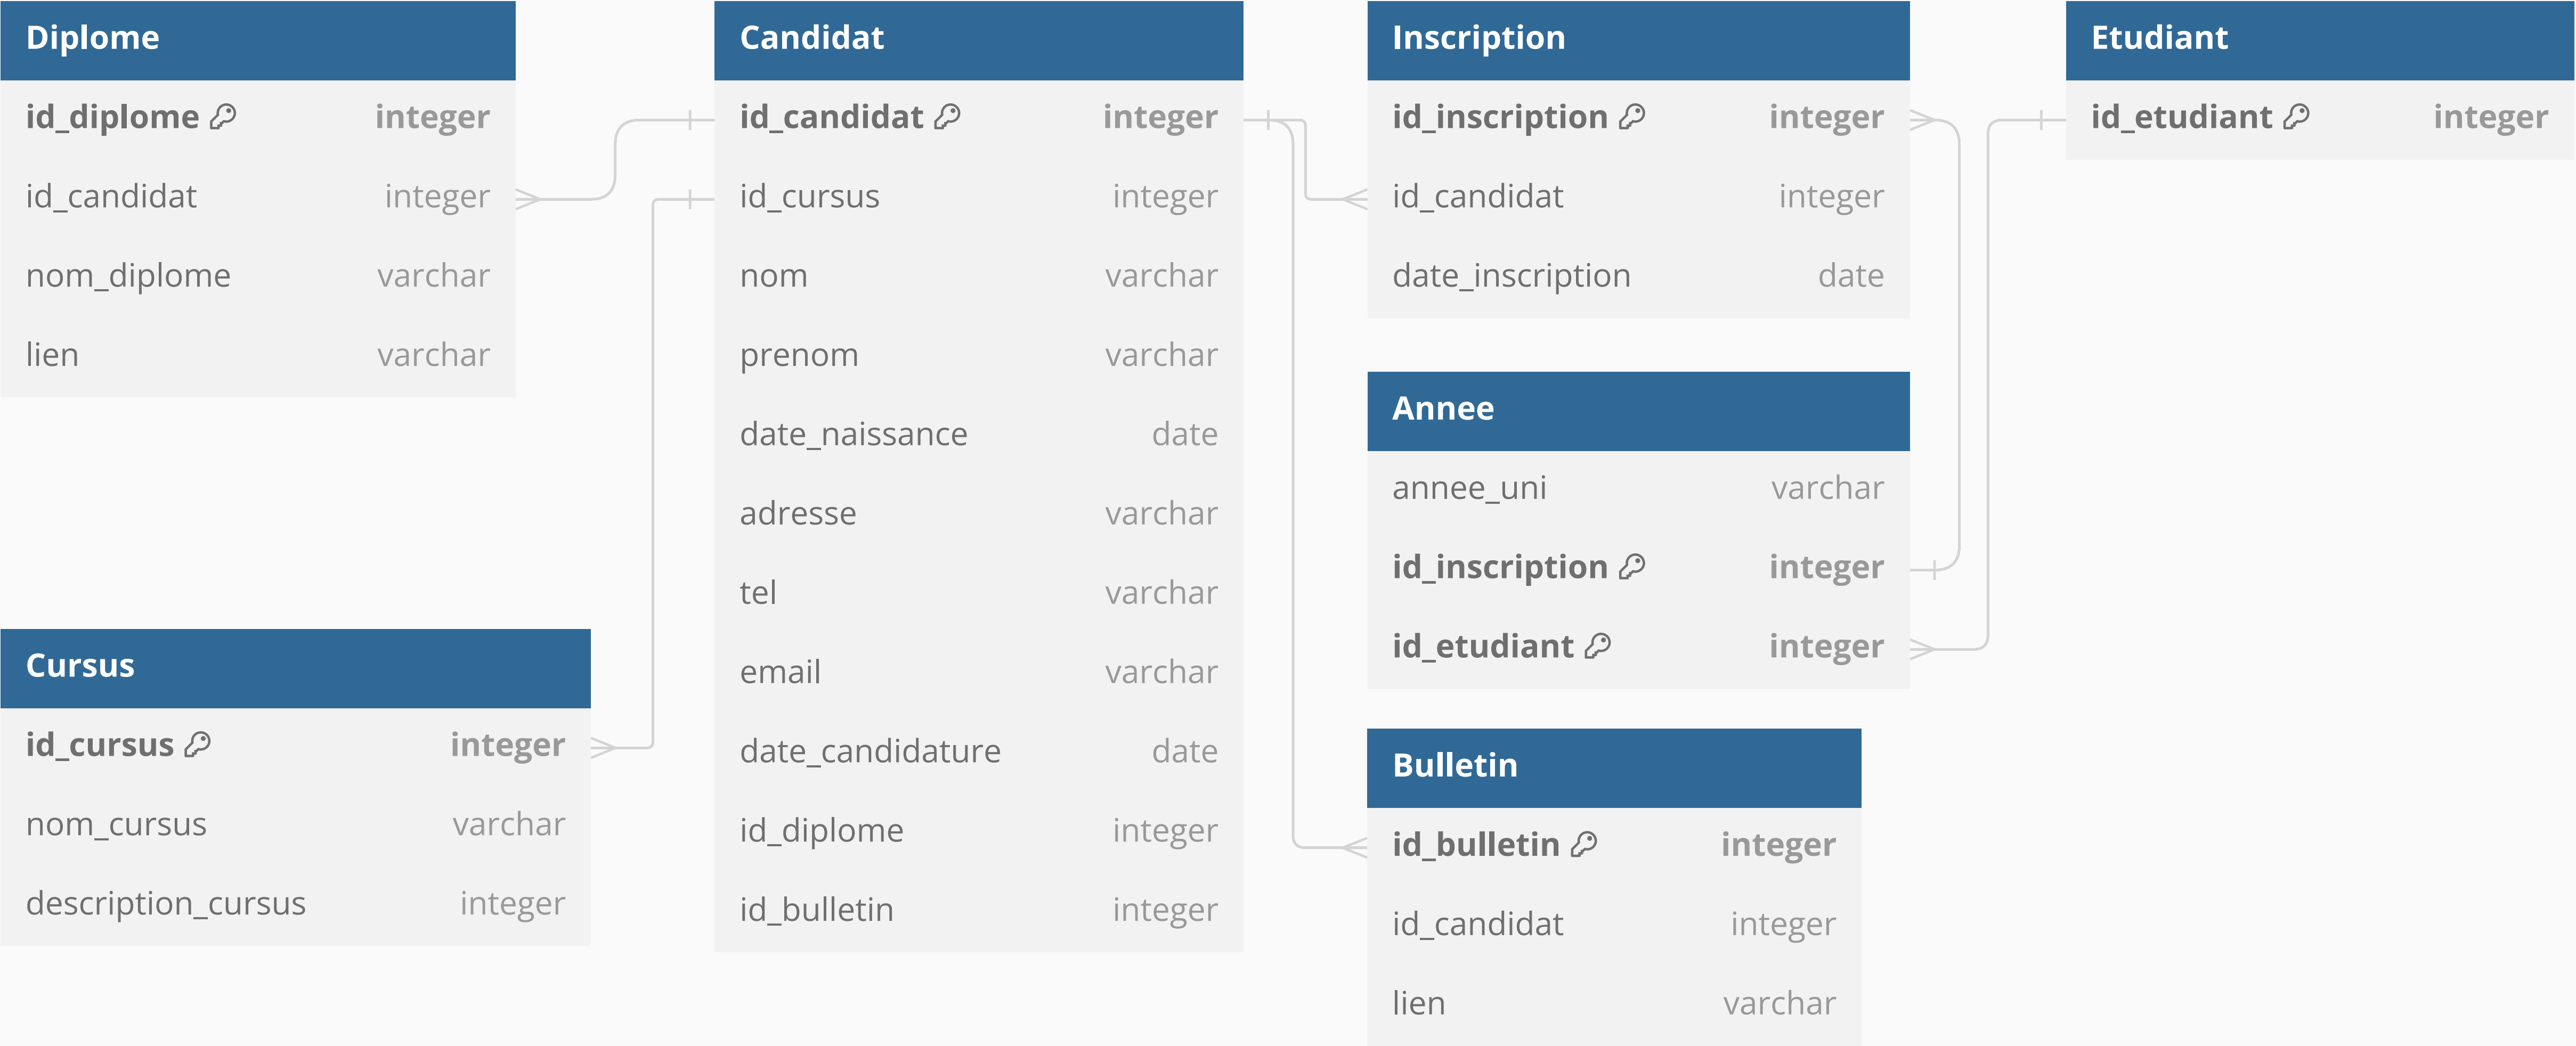 Diplome
id_diplome integer
id_candidat integer
nom_diplome varchar
lien varchar
Cursus
id_cursus integer
nom_cursus varchar
description_cursus integer
Candidat
id_candidat integer
id_cursus integer
nom varchar
prenom varchar
date_naissance date
adresse varchar
tel varchar
email varchar
date_candidature date
id_diplome integer
id_bulletin integer
Inscription
id_inscription integer
id_candidat integer
date_inscription date
Annee
annee_uni varchar
id_inscription integer
id_etudiant integer
Bulletin
id_bulletin integer
id_candidat integer
lien varchar
Etudiant
id_etudiant integer